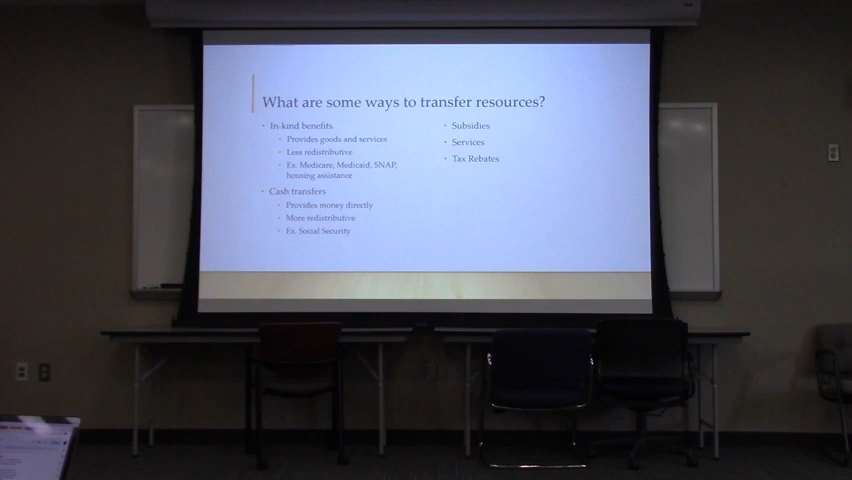 What are some ways to transfer resources?
In-kind benefits
Provides goods and services
Less redistributive
Ex. Medicare, Medicaid, SNAP,
housing assistance
Cash transfers
Provides money directly
More redistributive
Ex. Social Security
Subsidies
Services
Tax Rebates